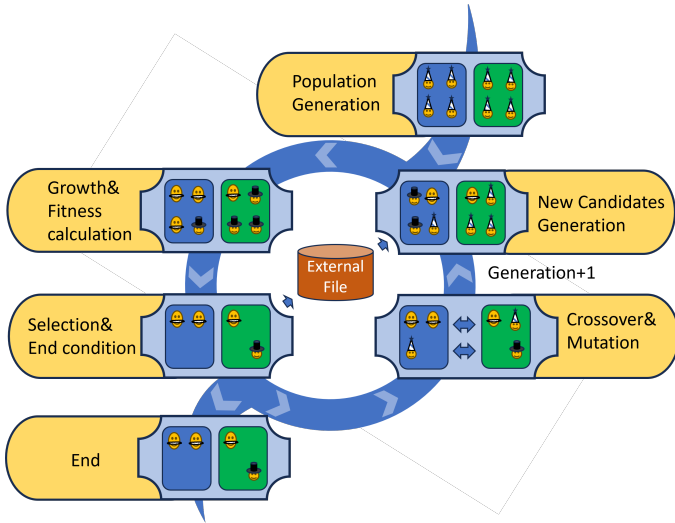 Population
Generation
Growth&
Fitness
calculation
New Candidates
Generation
External
File
Generation+1
Selection&
End condition
Crossover&
Mutation
End